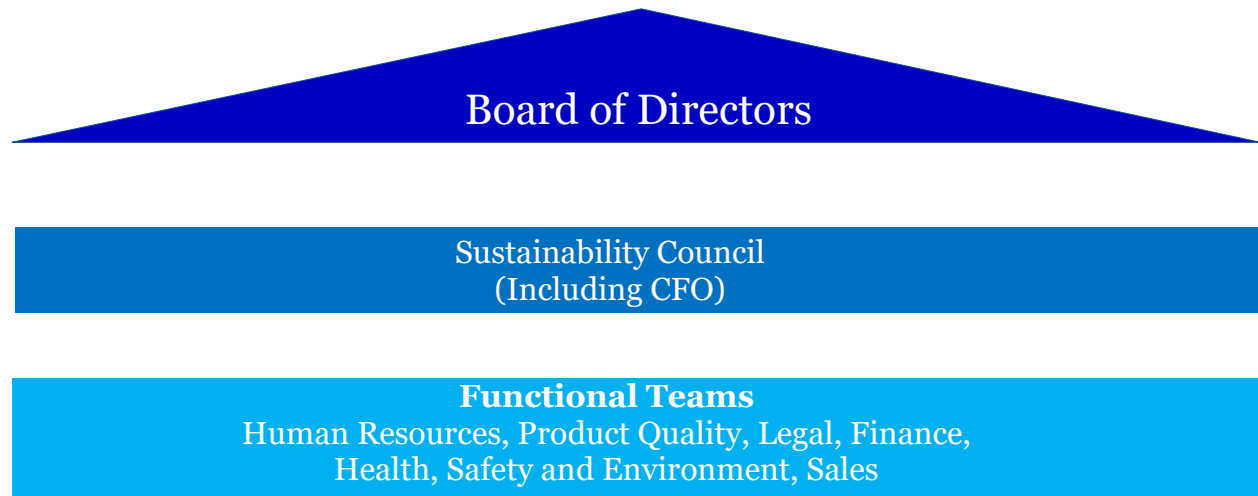 Board of Directors
Sustainability Council
(Including CFO)
Functional Teams
Human Resources, Product Quality, Legal, Finance,
Health, Safety and Environment, Sales